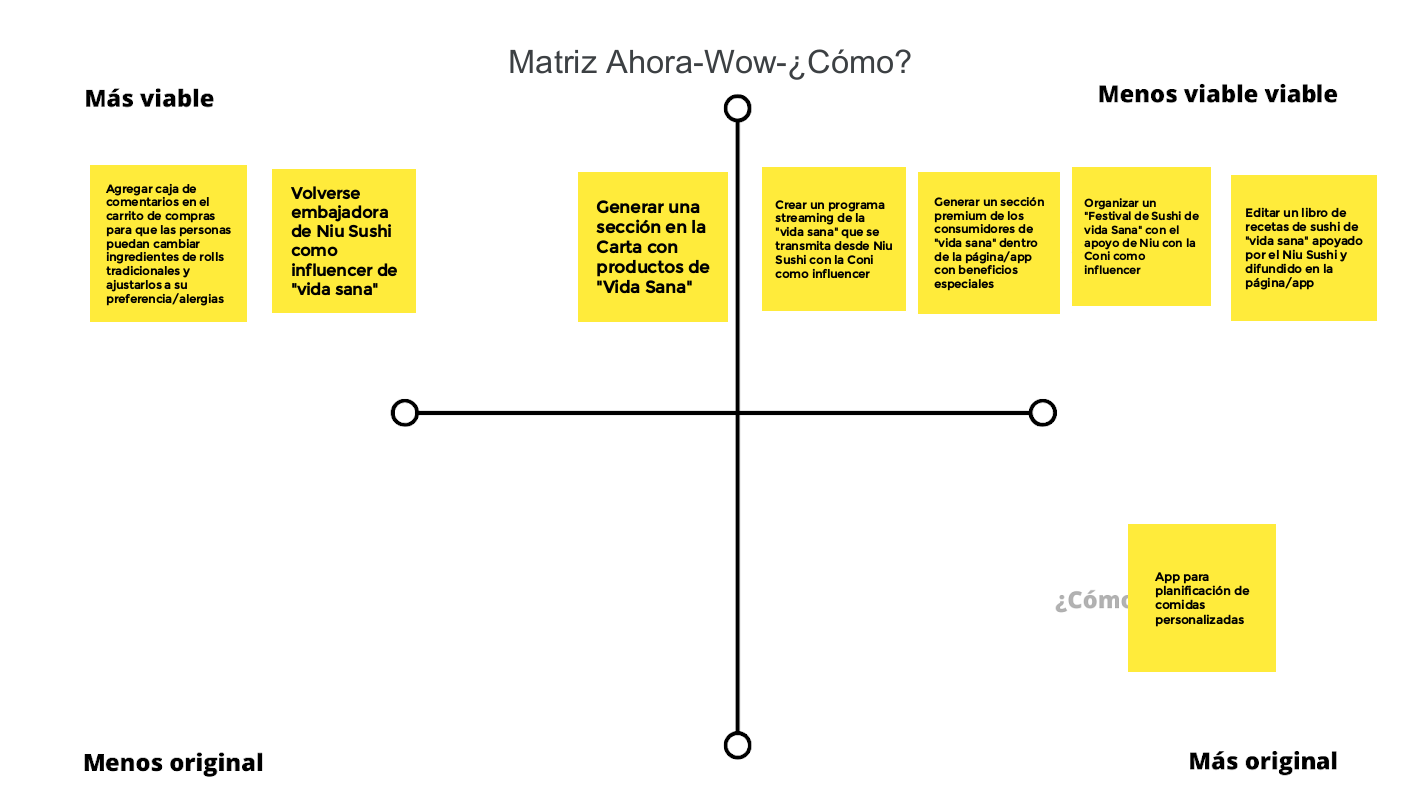 Matriz Ahora-Wow-¿Cómo?
Más viable
Menos viable viable
Agregar caja de
comentarios en el
carrito de compras
para que las personas
puedan cambiar
ingredientes de rolls
tradicionales y
ajustarlos a su
preferencia/alergias
Volverse
embajadora
de Niu Sushi
como
influencer de
"vida sana"
Generar una
sección en la
Carta con
productos de
"Vida Sana"
Crear un programa
streaming de la
"vida sana" que se
transmita desde Niu
Sushi con la Coni
como influencer
Generar un sección
premium de los
consumidores de
"vida sana" dentro
de la página/app
con beneficios
especiales
Organizar un
"Festival de Sushi de
vida Sana" con el
apoyo de Niu con la
Coni como
influencer
Editar un libro de
recetas de sushi de
"vida sana" apoyado
por el Niu Sushi y
difundido en la
página/app
¿Cómo
App para
planificación de
comidas
personalizadas
Menos original
Más original